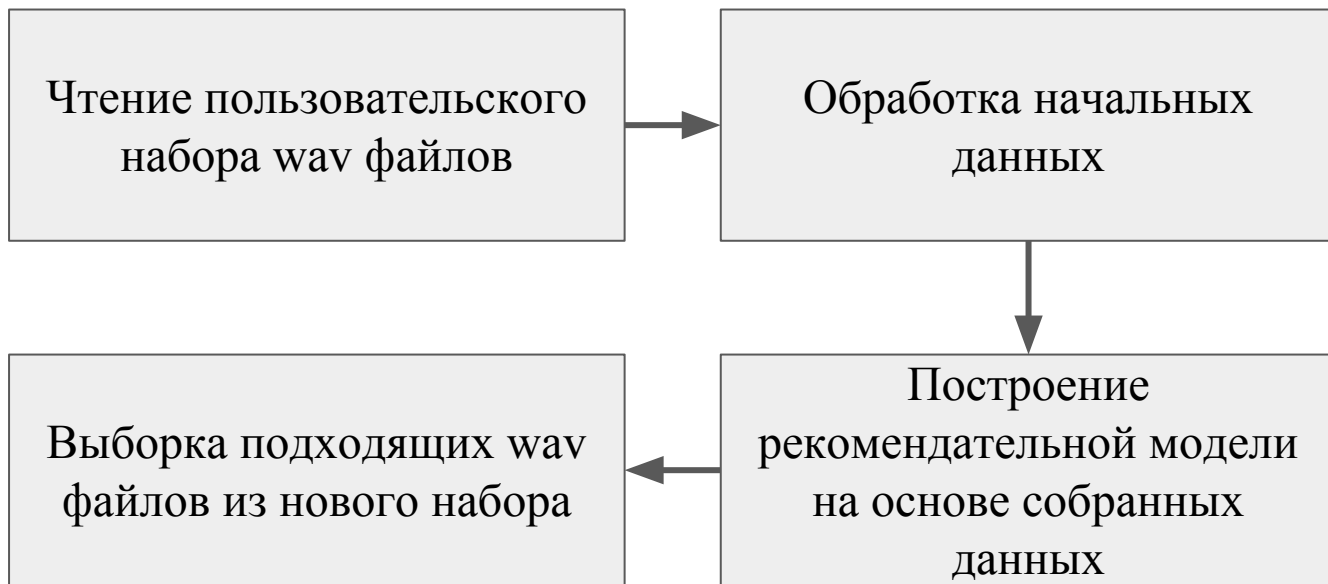 Чтение пользовательского
набора wav файлов
Обработка начальных
данных
Построение
рекомендательной модели
на основе собранных
данных
Выборка подходящих wav
файлов из нового набора